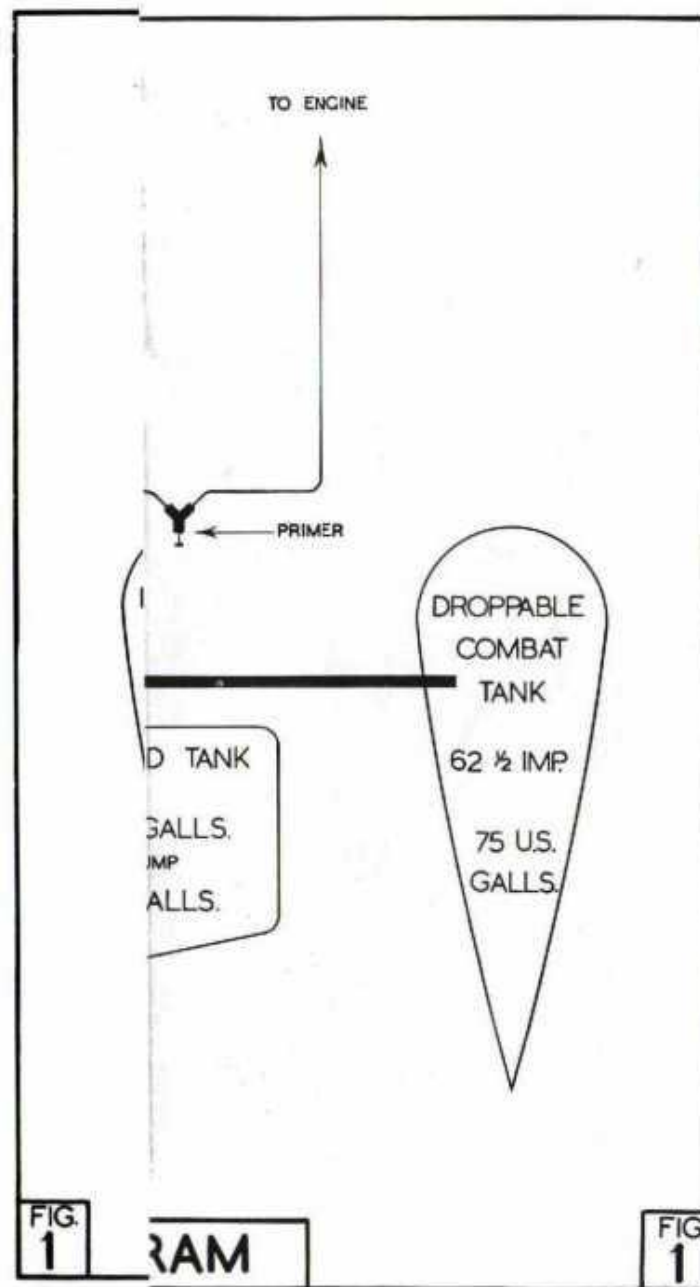 TO ENGINE
PRIMER
DROPPABLE
COMBAT
TANK
62 ½ IMP.
75 U.S.
GALLS.
D TANK
GALLS.
UMP
ALLS.
FIG.
1
RAM
FIG
1